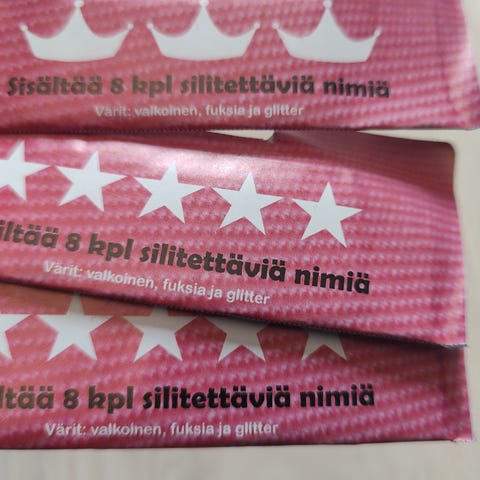 Sisältää 8 kpl silitettäviä nimiä
Värit: valkoinen, fuksia ja glitter
ltää 8 kpl silitettäviä nimiä
Värit: valkoinen, fuksia ja glitter
ltää 8 kpl silitettäviä nimiä
Värit: valkoinen, fuksia ja glitter